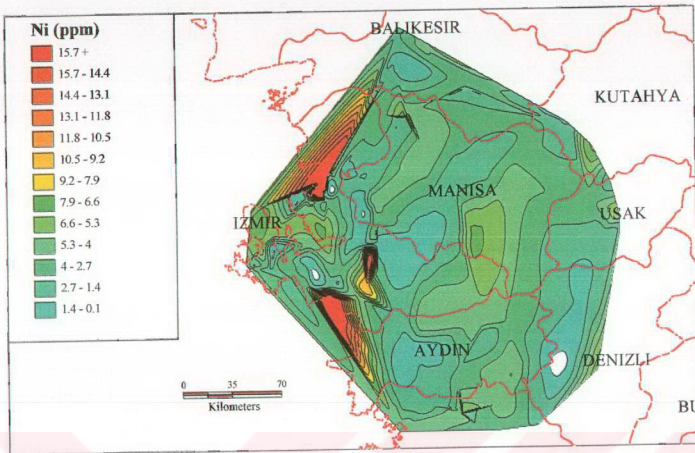 Ni (ppm)
15.7 +
15.7 - 14.4
14.4 - 13.1
13.1 - 11.8
11.8 - 10.5
10.5 - 9.2
9.2 - 7.9
7.9 - 6.6
6.6 - 5.3
5.3 - 4
4 - 2.7
2.7 - 1.4
1.4 - 0.1
BALIKESIR
KUTAHYA
MANISA
IZMIR
USAK
AYDIN
DENIZLI
BU
0 35 70
Kilometers